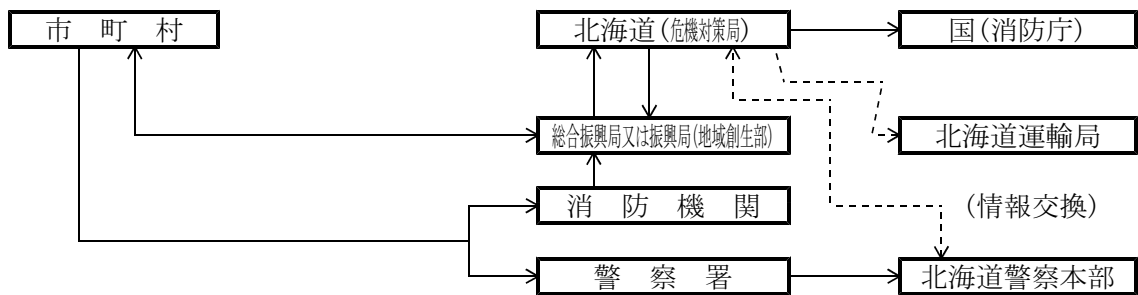 市 町 村
北海道(危機対策局)
国(消防庁)
総合振興局又は振興局(地域創生部)
北海道運輸局
消 防 機 関
(情報交換)
警 察 署
北海道警察本部